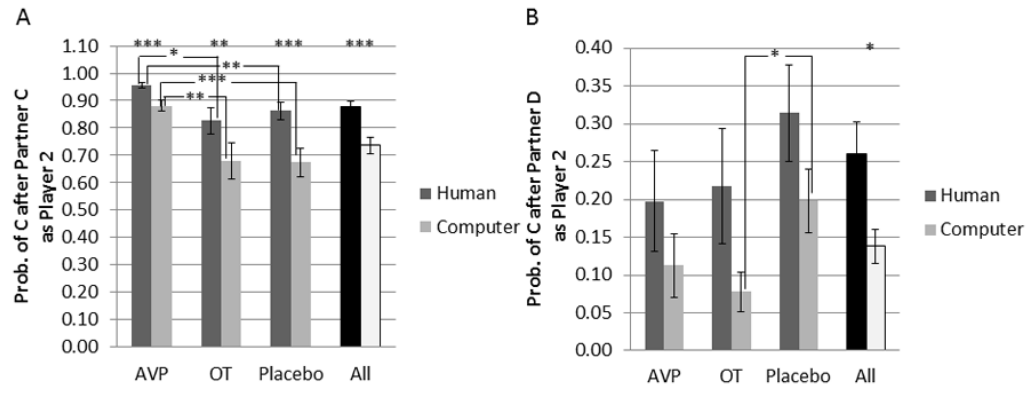 A
B
Prob. of C after Partner C
as Player 2
1.10
1.00
0.90
0.80
0.70
0.60
0.50
0.40
0.30
0.20
0.10
0.00
***
**
***
***
*
**
***
**
AVP
OT
Placebo
All
Human
Computer
Prob. of C after Partner D
as Player 2
0.40
0.35
0.30
0.25
0.20
0.15
0.10
0.05
0.00
*
*
AVP
OT
Placebo
All
Human
Computer